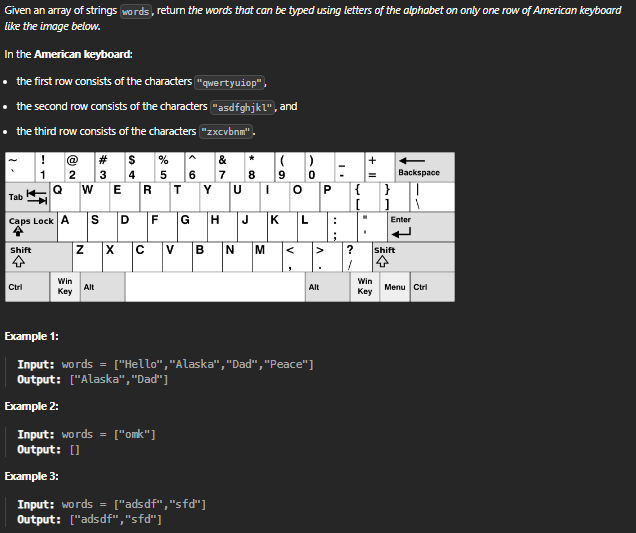 Given an array of strings words, return the words that can be typed using letters of the alphabet on only one row of American keyboard
like the image below.
In the American keyboard:
• the first row consists of the characters "qwertyuiop",
• the second row consists of the characters "asdfghjkl", and
• the third row consists of the characters "zxcvbnm".
~ ! @ # $ % ^ & * ( ) _ + Backspace
` 1 2 3 4 5 6 7 8 9 0 - =
Tab Q W E R T Y U I O P { } |
[ ] \
Caps Lock A S D F G H J K L : " Enter
; '
Shift Z X C V B N M < > ? Shift
, . /
Ctrl Win Key Alt Alt Win Key Menu Ctrl
Example 1:
Input: words = ["Hello","Alaska","Dad","Peace"]
Output: ["Alaska","Dad"]
Example 2:
Input: words = ["omk"]
Output: []
Example 3:
Input: words = ["adsdf","sfd"]
Output: ["adsdf","sfd"]